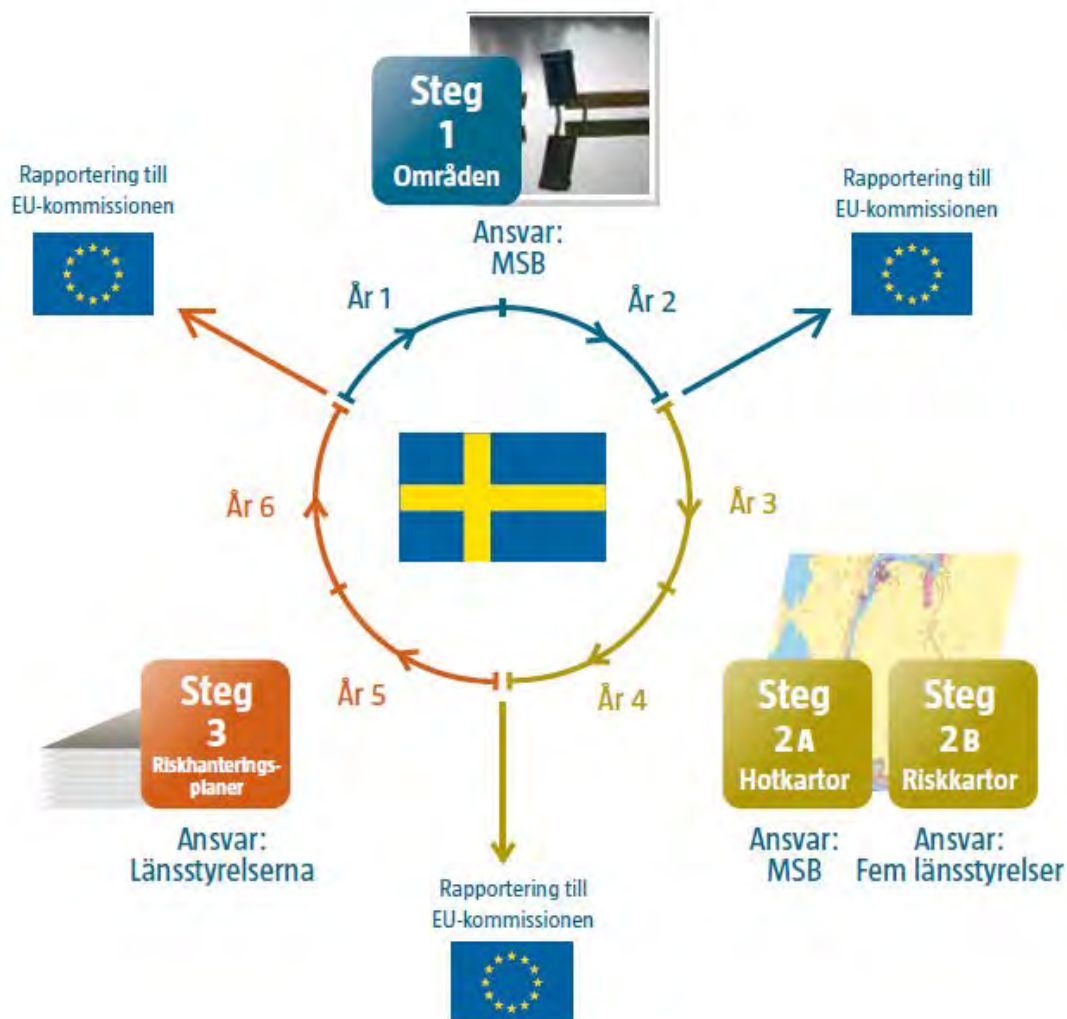 Steg
1
Områden
Ansvar:
MSB
Rapportering till
EU-kommissionen
Rapportering till
EU-kommissionen
År 1
År 2
År 3
År 4
År 5
År 6
Steg
2 A
Hotkartor
Ansvar:
MSB
Steg
2 B
Riskkartor
Ansvar:
Fem länsstyrelser
Steg
3
Riskhanterings-
planer
Ansvar:
Länsstyrelserna
Rapportering till
EU-kommissionen